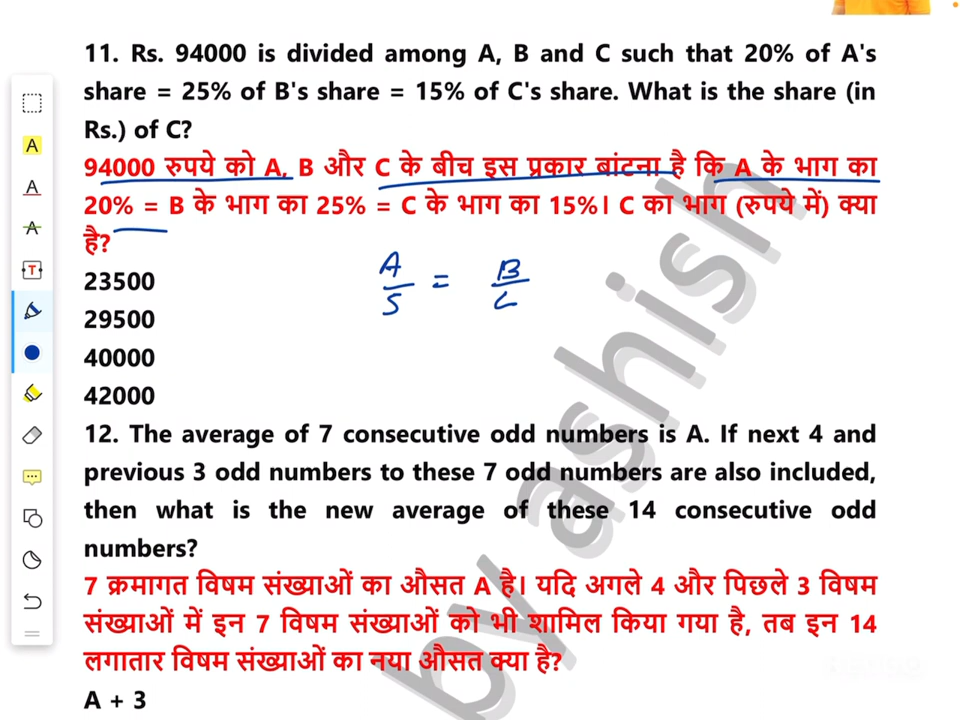 11. Rs. 94000 is divided among A, B and C such that 20% of A's
share = 25% of B's share = 15% of C's share. What is the share (in
Rs.) of C?
94000 रुपये को A, B और C के बीच इस प्रकार बांटना है कि A के भाग का
20% = B के भाग का 25% = C के भाग का 15%। C का भाग (रुपये में) क्या
है?
A/5 = B/
23500
29500
40000
42000
12. The average of 7 consecutive odd numbers is A. If next 4 and
previous 3 odd numbers to these 7 odd numbers are also included,
then what is the new average of these 14 consecutive odd
numbers?
7 क्रमागत विषम संख्याओं का औसत A है। यदि अगले 4 और पिछले 3 विषम
संख्याओं में इन 7 विषम संख्याओं को भी शामिल किया गया है, तब इन 14
लगातार विषम संख्याओं का नया औसत क्या है?
A + 3
by ashish